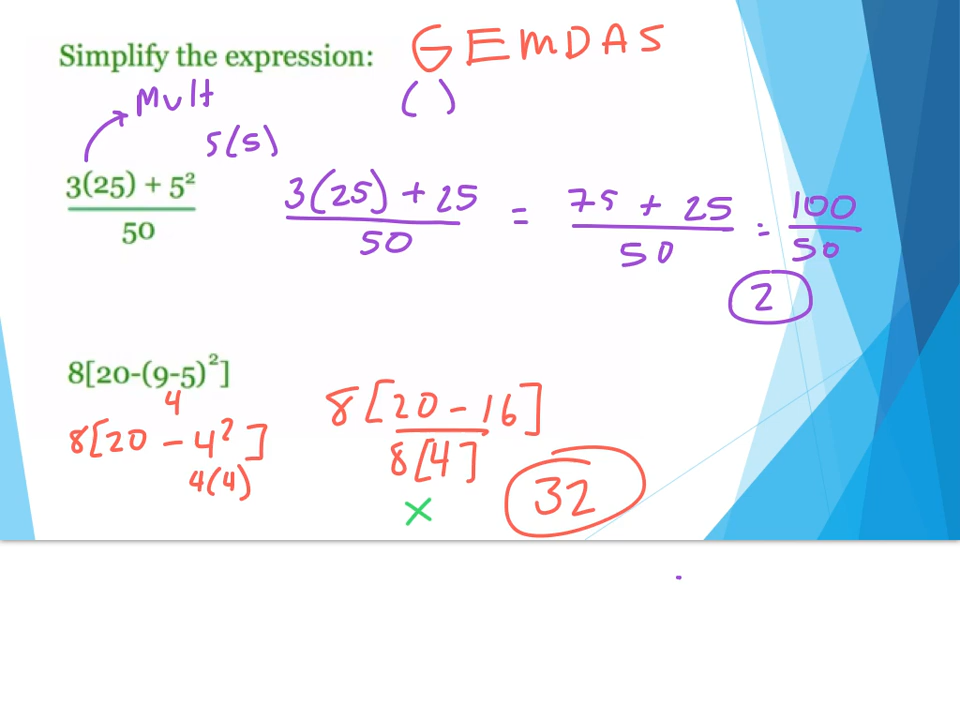 Simplify the expression: GEMDAS
Mult ( )
5(5)
3(25) + 5²
50
3(25) + 25
50
=
75 + 25
50
=
100
50
2
8[20-(9-5)²]
4
8[20 - 4²]
4(4)
8[20 - 16]
8[4]
×
32